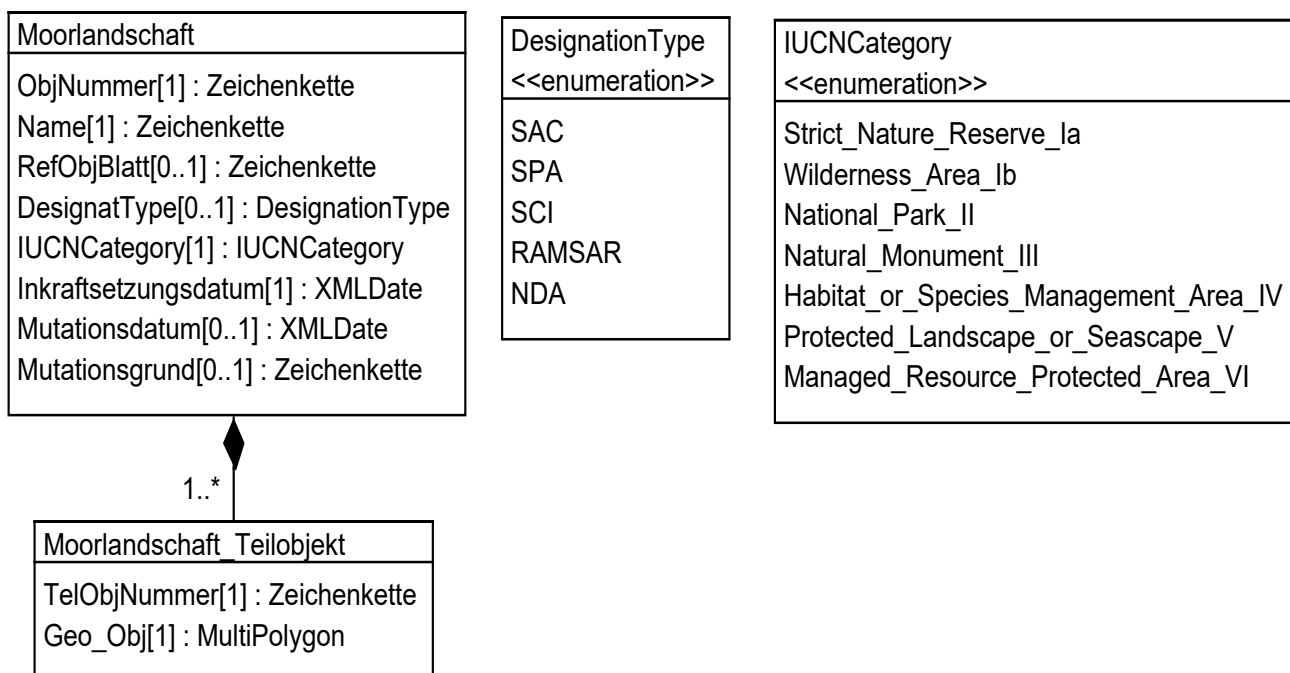 Moorlandschaft
ObjNummer[1] : Zeichenkette
Name[1] : Zeichenkette
RefObjBlatt[0..1] : Zeichenkette
DesignatType[0..1] : DesignationType
IUCNCategory[1] : IUCNCategory
Inkraftsetzungsdatum[1] : XMLDate
Mutationsdatum[0..1] : XMLDate
Mutationsgrund[0..1] : Zeichenkette
1..*
Moorlandschaft_Teilobjekt
TelObjNummer[1] : Zeichenkette
Geo_Obj[1] : MultiPolygon
DesignationType
<<enumeration>>
SAC
SPA
SCI
RAMSAR
NDA
IUCNCategory
<<enumeration>>
Strict_Nature_Reserve_Ia
Wilderness_Area_Ib
National_Park_II
Natural_Monument_III
Habitat_or_Species_Management_Area_IV
Protected_Landscape_or_Seascape_V
Managed_Resource_Protected_Area_VI